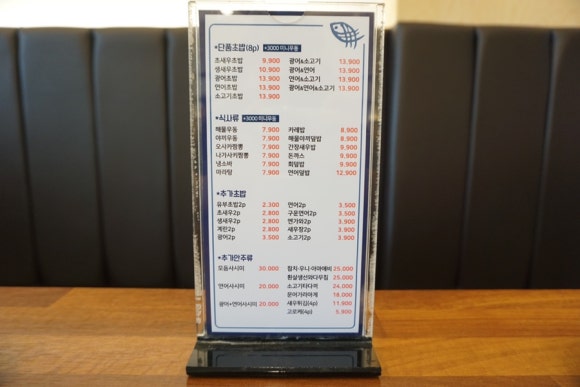 *단품초밥(8p) +3000 미니우동
초새우초밥 9,900 광어&소고기 13,900
생새우초밥 10,900 광어&연어 13,900
광어초밥 13,900 연어&소고기 13,900
연어초밥 13,900 광어&연어&소고기 13,900
소고기초밥 13,900
*식사류 +3000 미니우동
해물우동 7,900 카레밥 8,900
야끼우동 7,900 해물야끼덮밥 8,900
오사카짬뽕 7,900 간장새우밥 9,900
나가사키짬뽕 7,900 돈까스 9,900
냉소바 7,900 회덮밥 9,900
마라탕 7,900 연어덮밥 12,900
*추가초밥
유부초밥2p 2,300 연어2p 3,500
초새우2p 2,800 구운연어2p 3,500
생새우2p 2,800 엔가와2p 3,900
계란2p 2,800 새우장2p 3,900
광어2p 3,500 소고기2p 3,900
*추가안주류
모듬사시미 30,000 참치·우니·아마에비 25,000
흰살생선와다무침 25,000
연어사시미 20,000 소고기타다끼 24,000
문어가라아게 18,000
광어+연어사시미 20,000 새우튀김(4p) 11,900
고로케(4p) 5,900